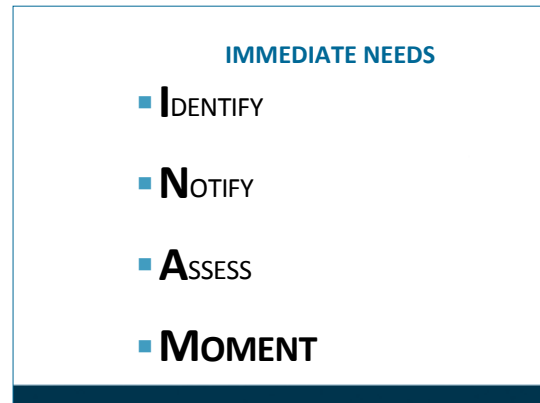 IMMEDIATE NEEDS
IDENTIFY
NOTIFY
ASSESS
MOMENT